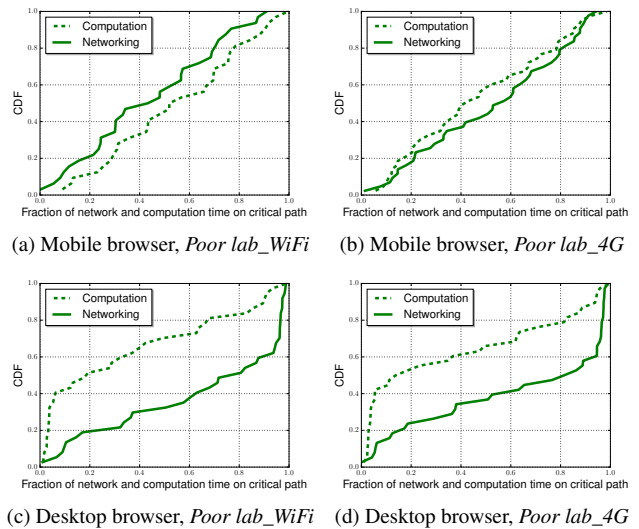 1.0
0.8
0.6
0.4
0.2
0.0
CDF
Computation
Networking
0.0 0.2 0.4 0.6 0.8 1.0
Fraction of network and computation time on critical path
(a) Mobile browser, Poor lab_WiFi
1.0
0.8
0.6
0.4
0.2
0.0
CDF
Computation
Networking
0.0 0.2 0.4 0.6 0.8 1.0
Fraction of network and computation time on critical path
(b) Mobile browser, Poor lab_4G
1.0
0.8
0.6
0.4
0.2
0.0
CDF
Computation
Networking
0.0 0.2 0.4 0.6 0.8 1.0
Fraction of network and computation time on critical path
(c) Desktop browser, Poor lab_WiFi
1.0
0.8
0.6
0.4
0.2
0.0
CDF
Computation
Networking
0.0 0.2 0.4 0.6 0.8 1.0
Fraction of network and computation time on critical path
(d) Desktop browser, Poor lab_4G